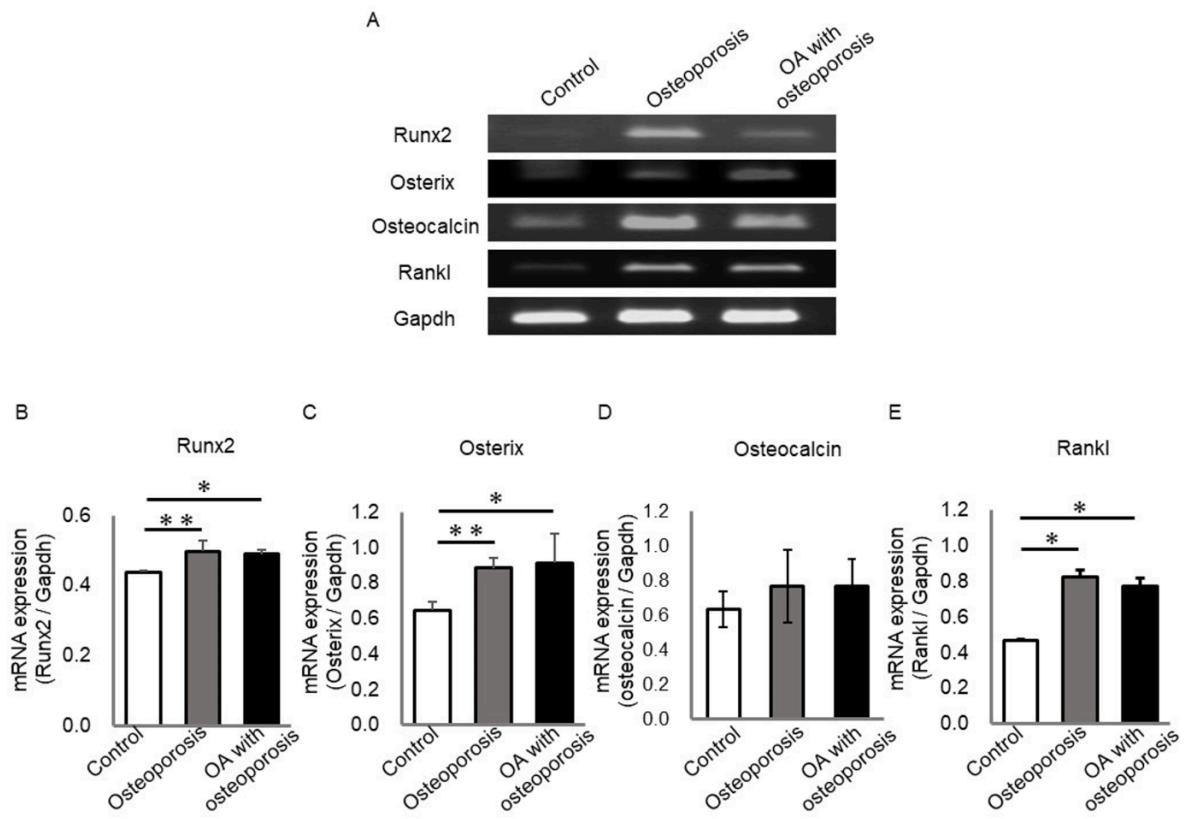 A
Control
Osteoporosis
OA with
osteoporosis
Runx2
Osterix
Osteocalcin
Rankl
Gapdh
B
Runx2
mRNA expression
(Runx2 / Gapdh)
0.6
0.4
0.2
0.0
*
* *
Control
Osteoporosis
OA with
osteoporosis
C
Osterix
mRNA expression
(Osterix / Gapdh)
1.2
1.0
0.8
0.6
0.4
0.2
0.0
*
* *
Control
Osteoporosis
OA with
osteoporosis
D
Osteocalcin
mRNA expression
(osteocalcin / Gapdh)
1.2
1.0
0.8
0.6
0.4
0.2
0.0
Control
Osteoporosis
OA with
osteoporosis
E
Rankl
mRNA expression
(Rankl / Gapdh)
1.2
1.0
0.8
0.6
0.4
0.2
0.0
*
*
Control
Osteoporosis
OA with
osteoporosis